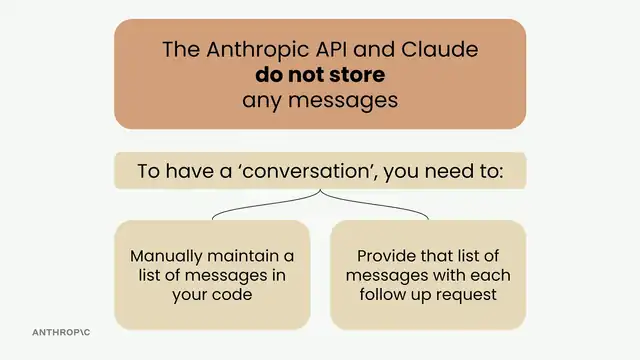 The Anthropic API and Claude
do not store
any messages
To have a ‘conversation’, you need to:
Manually maintain a
list of messages in
your code
Provide that list of
messages with each
follow up request
ANTHROP\C